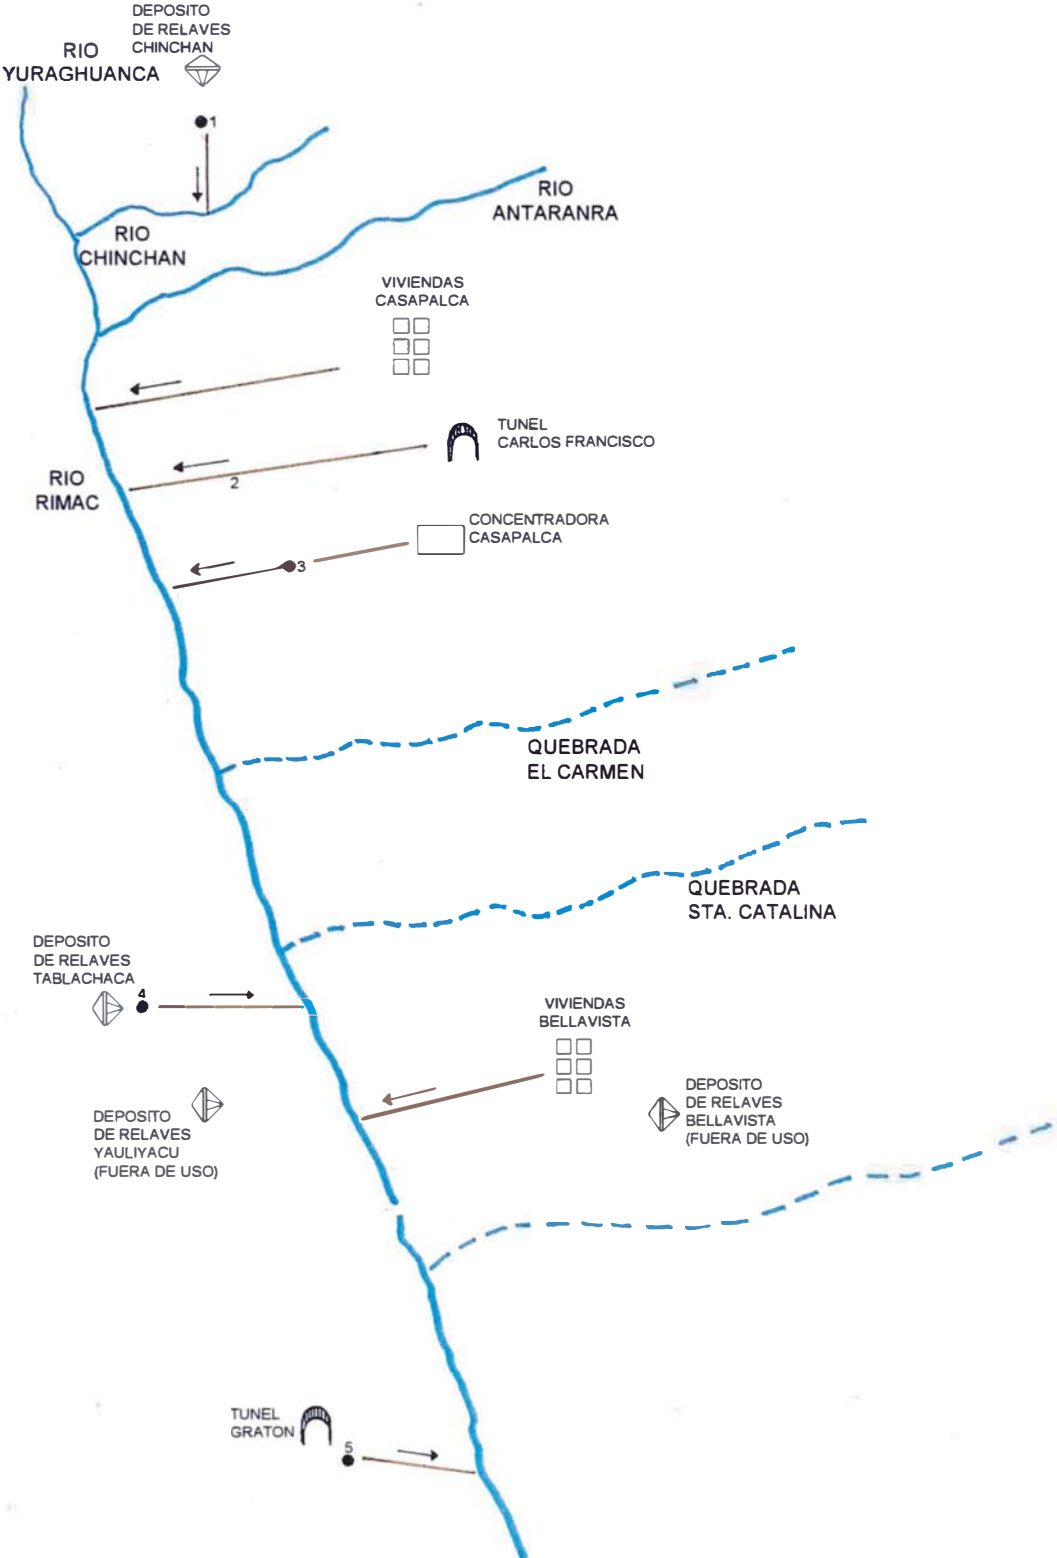 DEPOSITO
DE RELAVES
CHINCHAN
RIO
YURAGHUANCA
1
RIO
ANTARANRA
RIO
CHINCHAN
VIVIENDAS
CASAPALCA
TUNEL
CARLOS FRANCISCO
2
RIO
RIMAC
CONCENTRADORA
CASAPALCA
3
QUEBRADA
EL CARMEN
QUEBRADA
STA. CATALINA
DEPOSITO
DE RELAVES
TABLACHACA
4
VIVIENDAS
BELLAVISTA
DEPOSITO
DE RELAVES
BELLAVISTA
(FUERA DE USO)
DEPOSITO
DE RELAVES
YAULIYACU
(FUERA DE USO)
TUNEL
GRATON
5